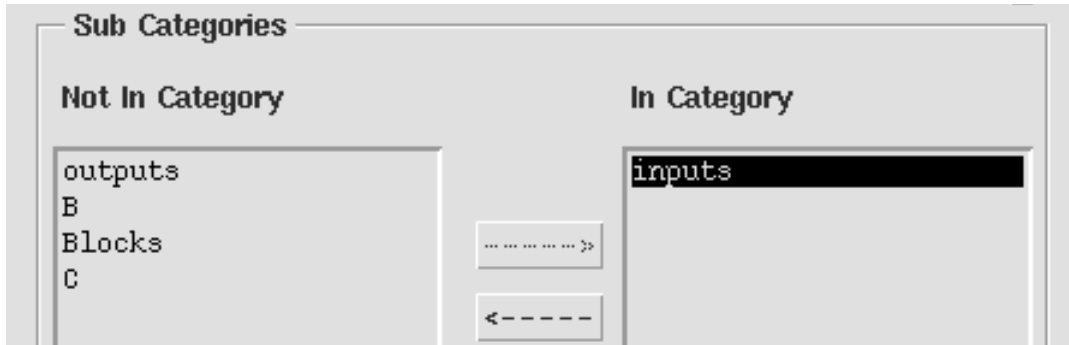 Sub Categories
Not In Category
In Category
outputs
B
Blocks
C
inputs
----->
<-----